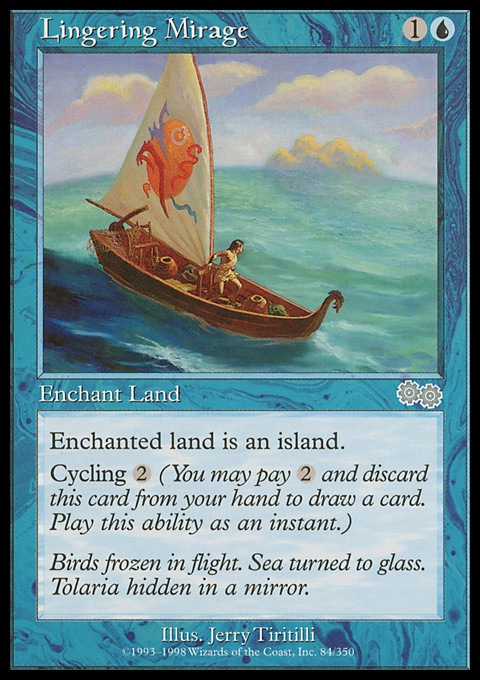 Lingering Mirage 1
Enchant Land
Enchanted land is an island.
Cycling 2 (You may pay 2 and discard
this card from your hand to draw a card.
Play this ability as an instant.)
Birds frozen in flight. Sea turned to glass.
Tolaria hidden in a mirror.
Illus. Jerry Tiritilli
©1993-1998 Wizards of the Coast, Inc. 84/350